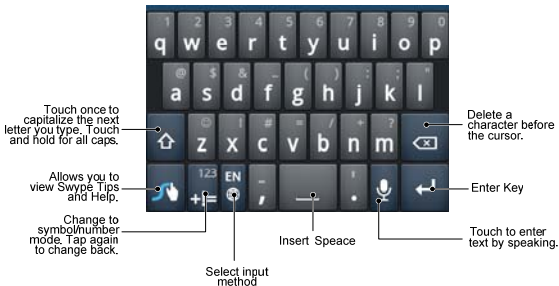 1 2 3 4 5 6 7 8 9 0
q w e r t y u i o p
@ $ & _ ( ) : ; "
a s d f g h j k l
! # = / + ?
z x c v b n m
123 EN - '
+!= , .
Touch once to
capitalize the next
letter you type. Touch
and hold for all caps.
Allows you to
view Swype Tips
and Help.
Change to
symbol/number
mode. Tap again
to change back.
Select input
method
Insert Speace
Delete a
character before
the cursor.
Enter Key
Touch to enter
text by speaking.